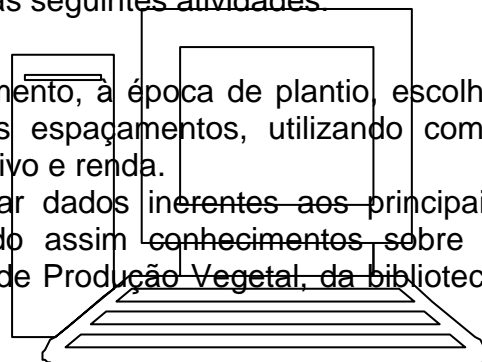 as seguintes atividades.
mento, à época de plantio, escolh
s espaçamentos, utilizando com
ivo e renda.
ar dados inerentes aos principai
do assim conhecimentos sobre
de Produção Vegetal, da bibliotec